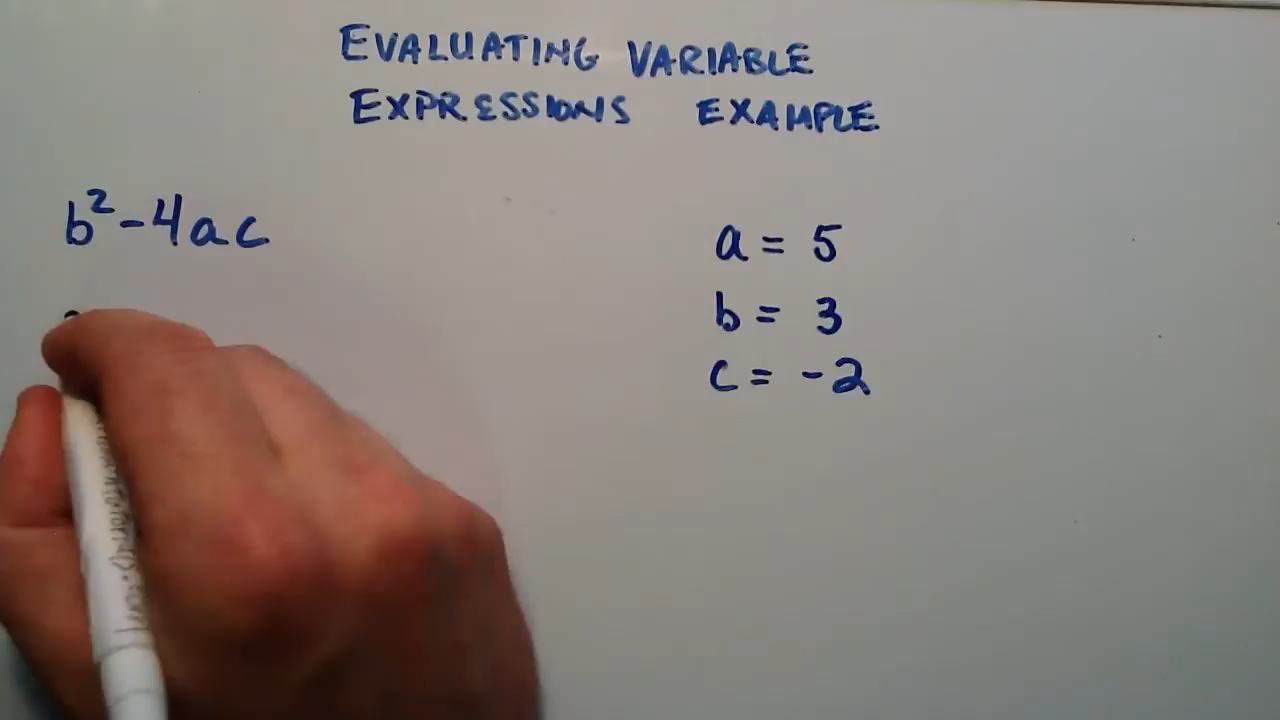 EVALUATING VARIABLE
EXPRESSIONS EXAMPLE
b²-4ac
a = 5
b = 3
c = -2